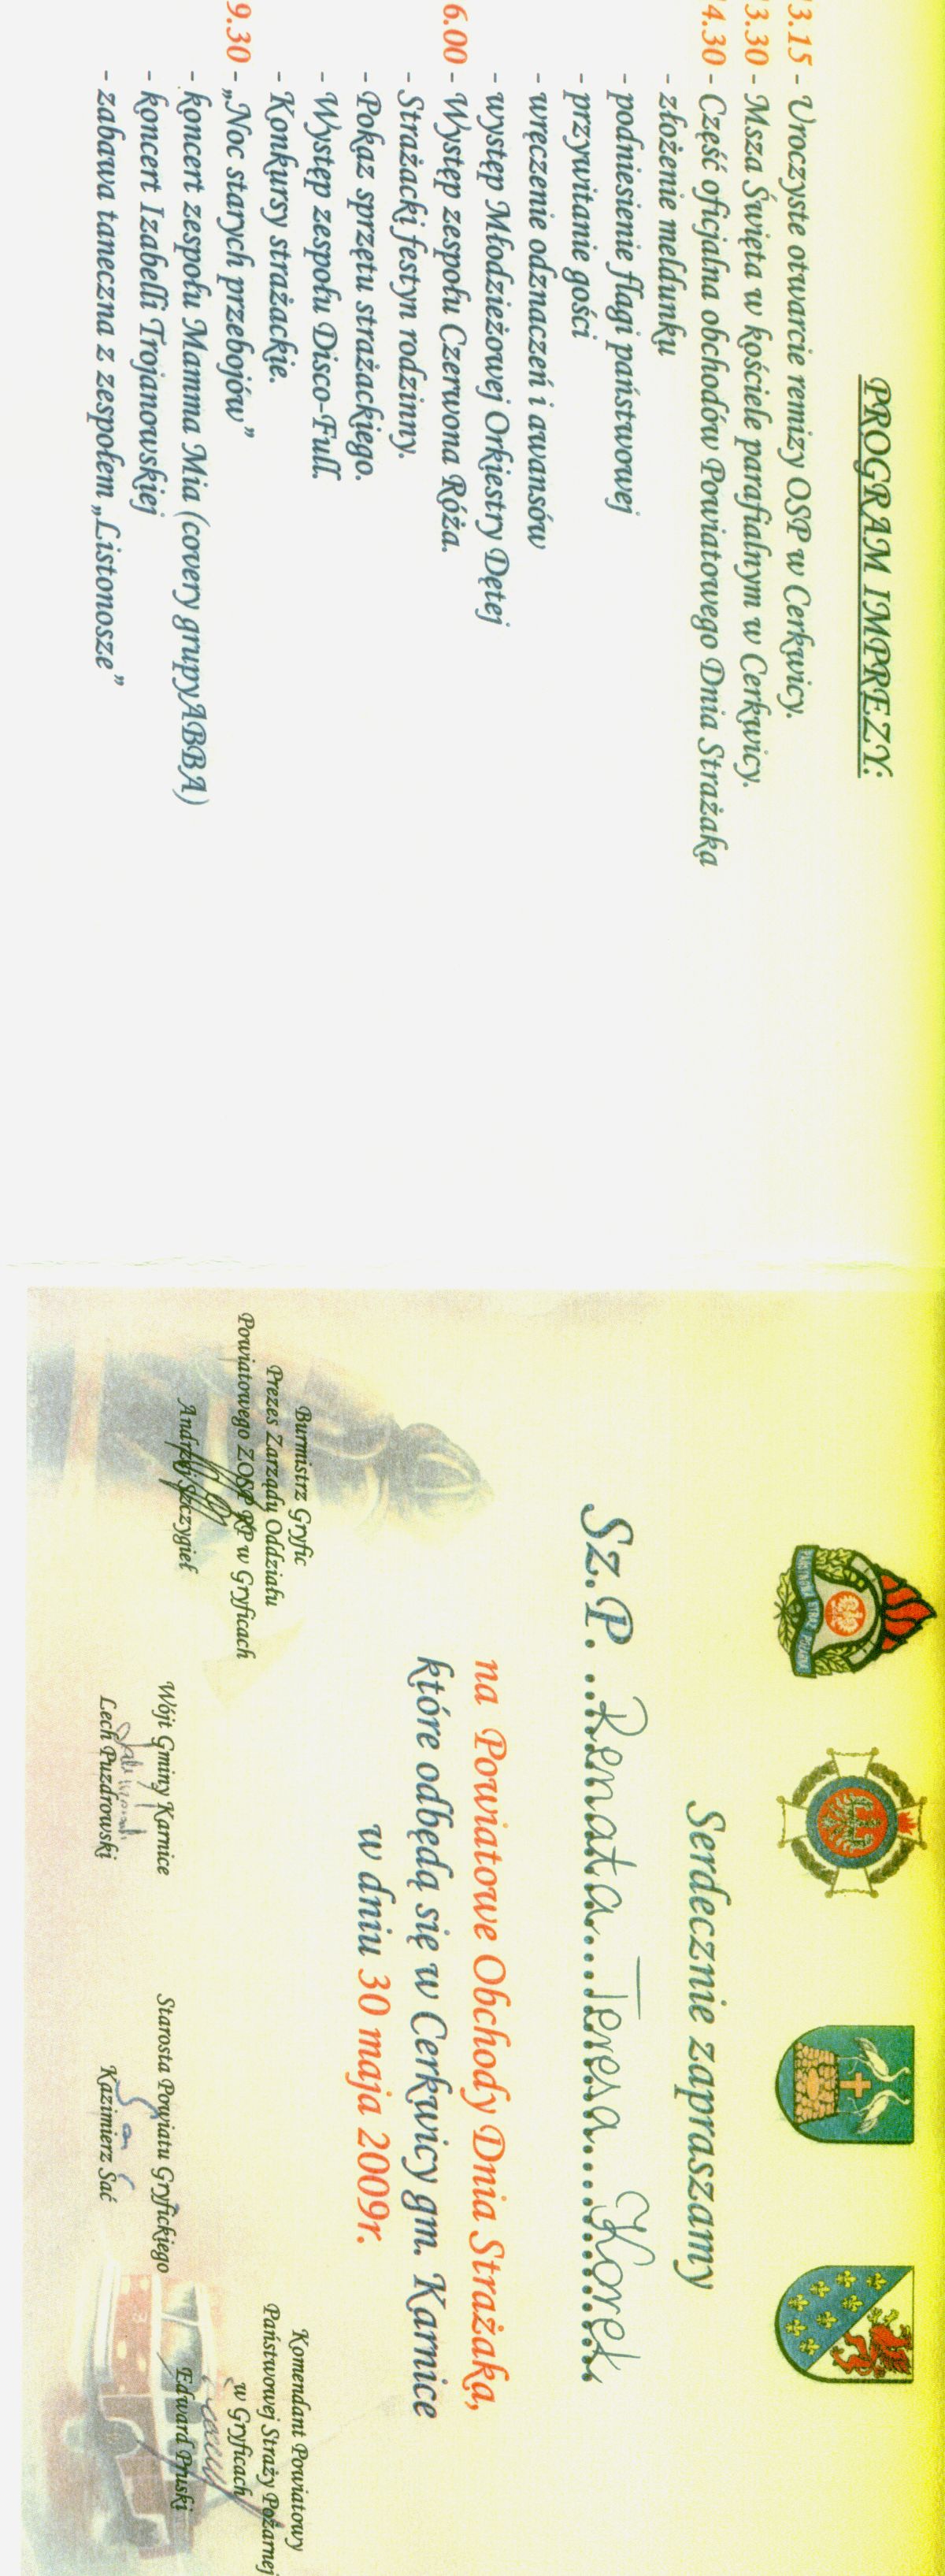 PROGRAM IMPREZY:
3.15 - Uroczyste otwarcie remizy OSP w Cerkwicy.
3.30 - Msza Święta w kościele parafialnym w Cerkwicy.
4.30 - Część oficjalna obchodów Powiatowego Dnia Strażaka
- złożenie meldunku
- podniesienie flagi państwowej
- przywitanie gości
- wręczenie odznaczeń i awansów
- występ Młodzieżowej Orkiestry Dętej
6.00 - Występ zespołu Czerwona Róża.
- Strażacki festyn rodzinny.
- Pokaz sprzętu strażackiego.
- Występ zespołu Disco-Full.
- Konkursy strażackie.
9.30 - „Noc starych przebojów”
- koncert zespołu Mamma Mia (covery grupyABBA)
- koncert Izabelli Trojanowskiej
- zabawa taneczna z zespołem „Listonosze”
Serdecznie zapraszamy
Sz.P. ..Renata....Teresa....Korek
na Powiatowe Obchody Dnia Strażaka,
które odbędą się w Cerkwicy gm. Karnice
w dniu 30 maja 2009r.
Burmistrz Gryfic
Prezes Zarządu Oddziału
Powiatowego ZOSP RP w Gryficach
Andrzej Szczygieł
Wójt Gminy Karnice
Lech Puzdrowski
Starosta Powiatu Gryfickiego
Kazimierz Sać
Komendant Powiatowy
Państwowej Straży Pożarnej
w Gryficach
Edward Pruski